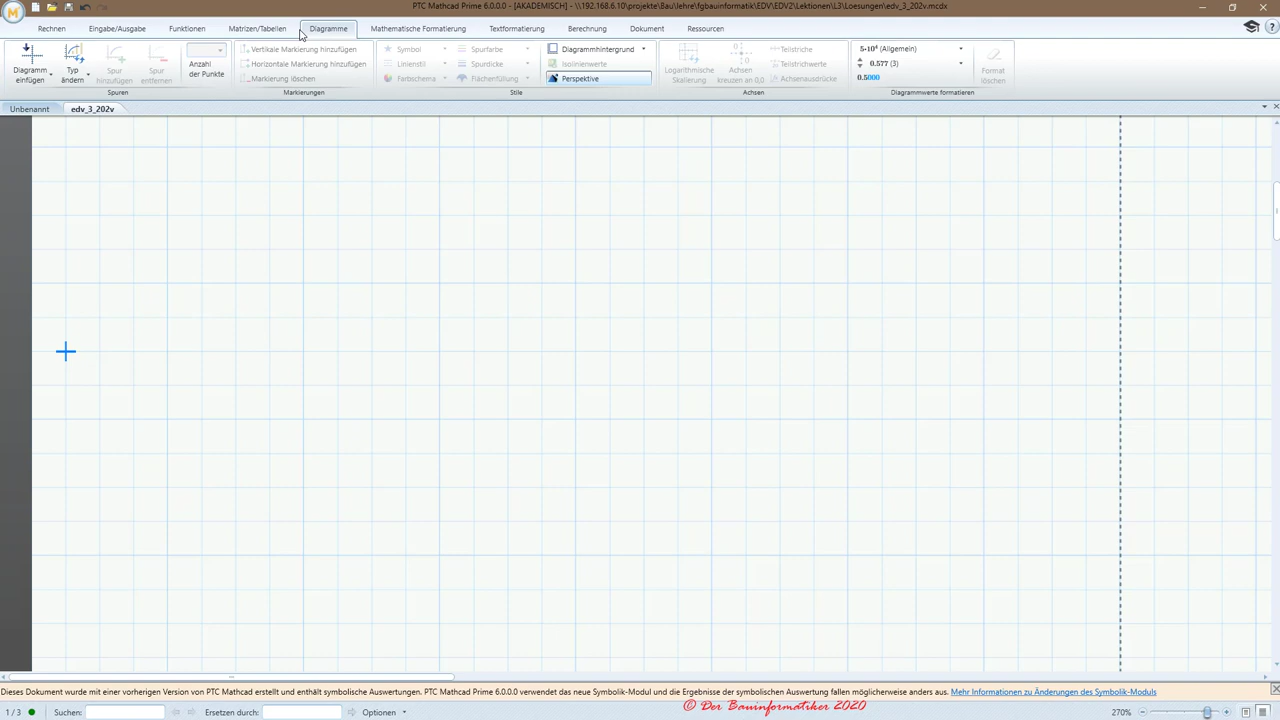 PTC Mathcad Prime 6.0.0.0 - [AKADEMISCH] - \\192.168.6.10\projekte\Bau\lehre\fgbauinformatik\EDV\EDV2\Lektionen\L3\Loesungen\edv_3_202v.mcdx
Rechnen Eingabe/Ausgabe Funktionen Matrizen/Tabellen Diagramme Mathematische Formatierung Textformatierung Berechnung Dokument Ressourcen
Vertikale Markierung hinzufügen Symbol Spurfarbe Diagrammhintergrund Teilstriche 5·10⁴ (Allgemein)
Horizontale Markierung hinzufügen Linienstil Spurdicke Isolinienwerte Teilstrichwerte 0.577 (3)
Markierung löschen Farbschema Flächenfüllung Perspektive Achsenausdrücke 0.5000
Diagramm einfügen Typ ändern Spur hinzufügen Spur entfernen Anzahl der Punkte Logarithmische Skalierung Achsen kreuzen an 0,0 Format löschen
Spuren Markierungen Stile Achsen Diagrammwerte formatieren
Unbenannt edv_3_202v
Dieses Dokument wurde mit einer vorherigen Version von PTC Mathcad erstellt und enthält symbolische Auswertungen. PTC Mathcad Prime 6.0.0.0 verwendet das neue Symbolik-Modul und die Ergebnisse der symbolischen Auswertung fallen möglicherweise anders aus. Mehr Informationen zu Änderungen des Symbolik-Moduls
1 / 3 Suchen: Ersetzen durch: Optionen 270%
© Der Bauinformatiker 2020